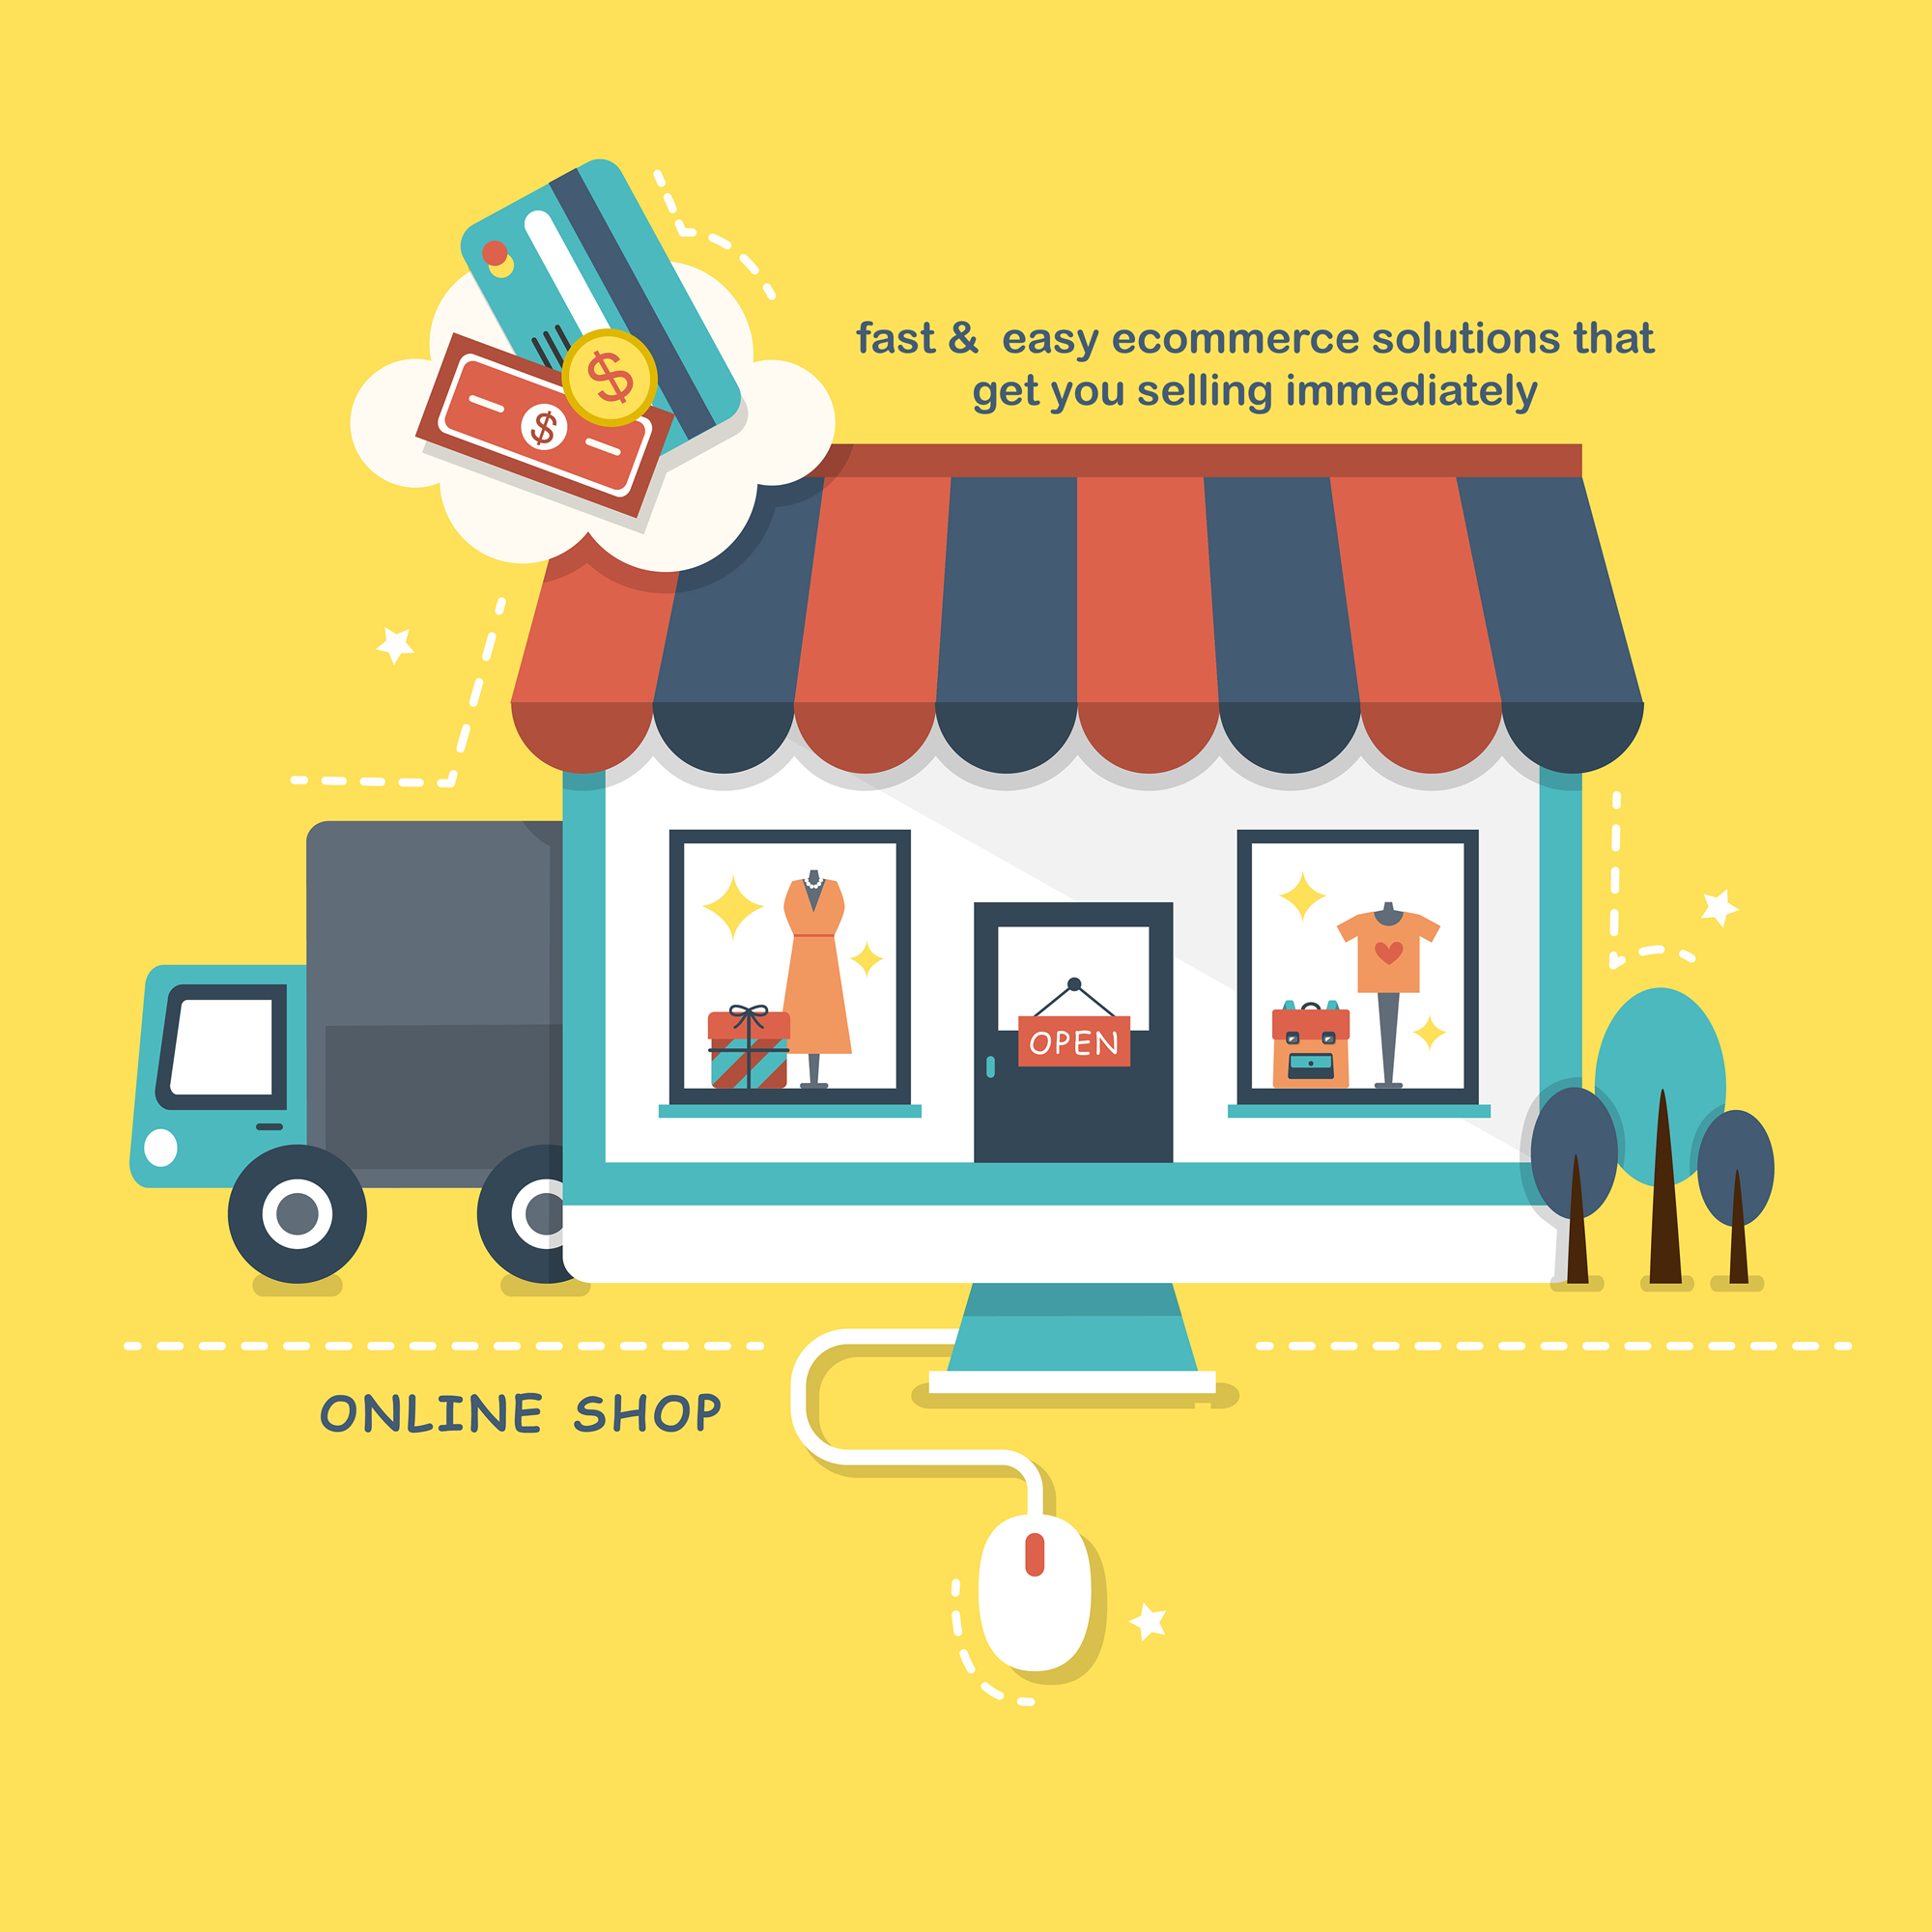 fast &  easy ecommerce solutions that
get you selling immediately
$
$
OPEN
ONLINE SHOP